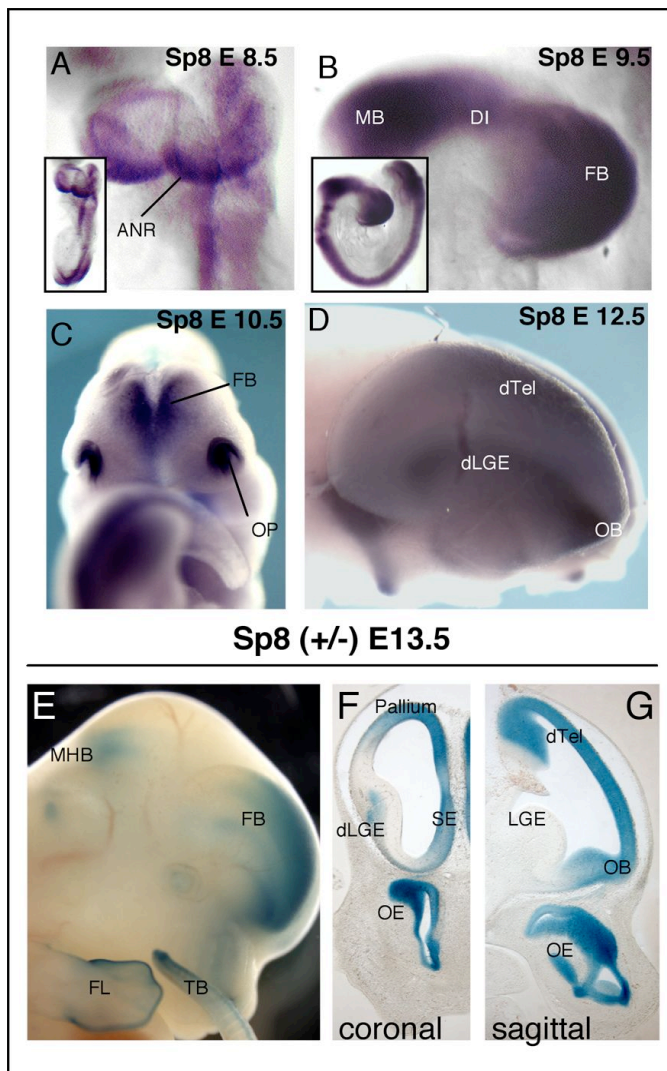 A
Sp8 E 8.5
ANR
B
Sp8 E 9.5
MB
DI
FB
C
Sp8 E 10.5
FB
OP
D
Sp8 E 12.5
dTel
dLGE
OB
Sp8 (+/-) E13.5
E
MHB
FB
FL
TB
F
Pallium
dLGE
SE
OE
coronal
G
dTel
LGE
OB
OE
sagittal